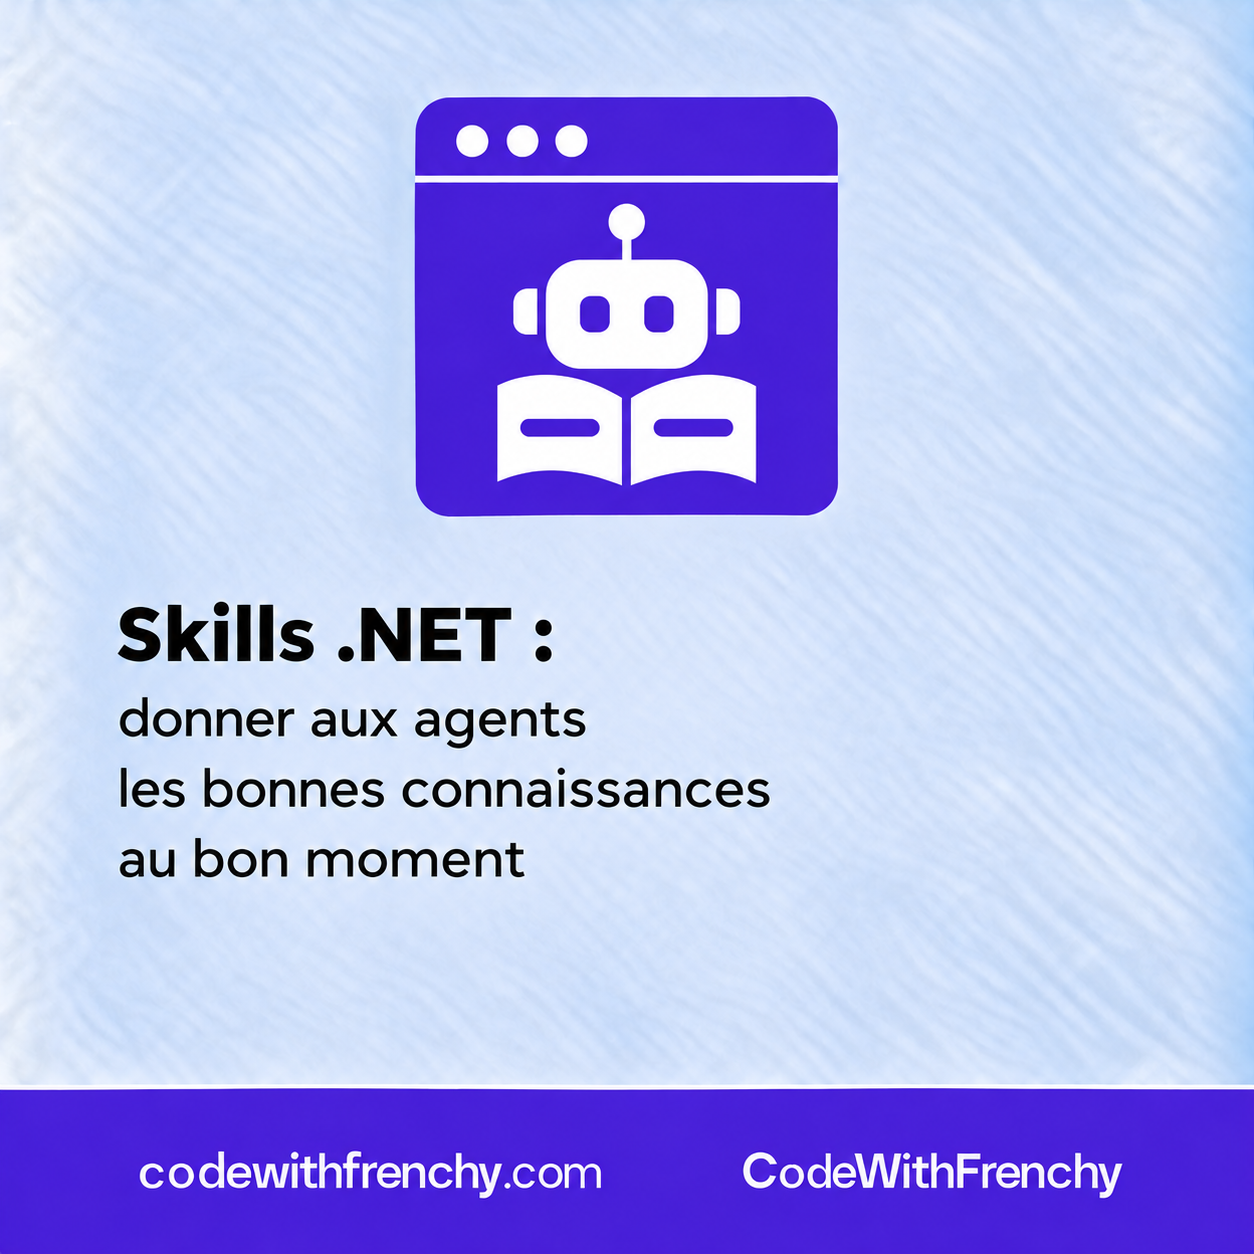 Skills .NET :
donner aux agents
les bonnes connaissances
au bon moment
codewithfrenchy.com
CodeWithFrenchy